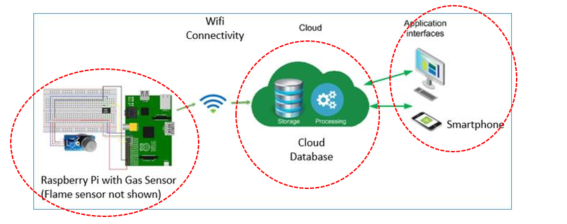 Wifi
Connectivity
Cloud
Application
interfaces
Storage
Processing
Smartphone
Cloud
Database
Raspberry Pi with Gas Sensor
(Flame sensor not shown)